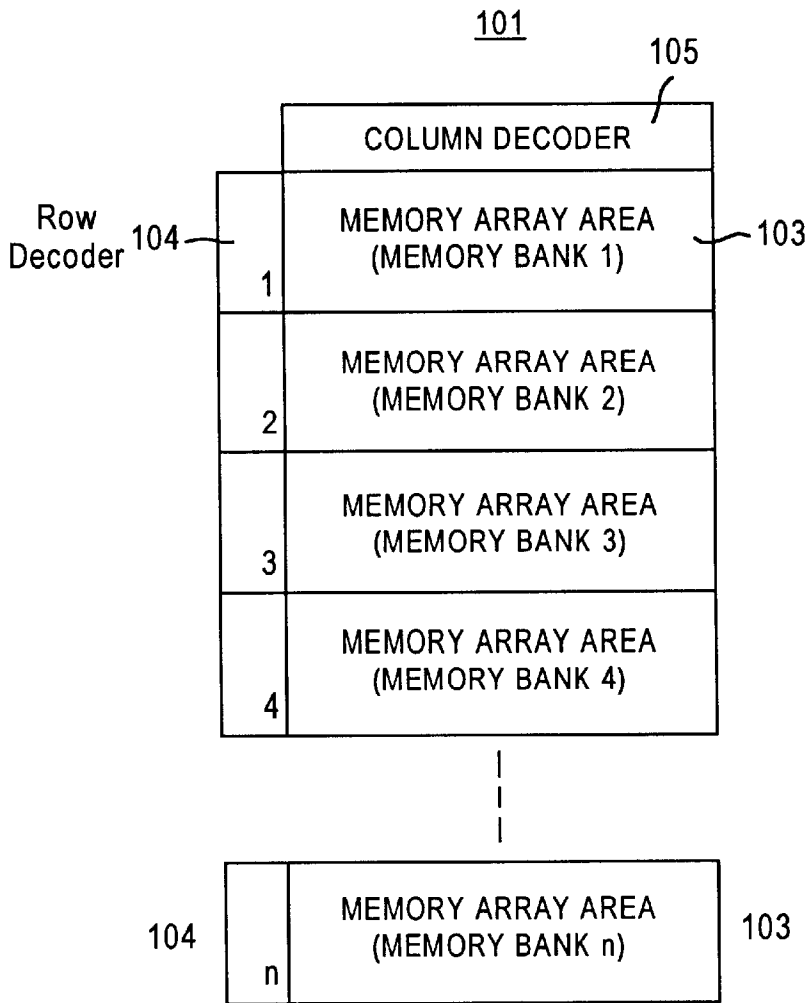 101
105
COLUMN DECODER
Row
Decoder
104
1
MEMORY ARRAY AREA
(MEMORY BANK 1)
103
2
MEMORY ARRAY AREA
(MEMORY BANK 2)
3
MEMORY ARRAY AREA
(MEMORY BANK 3)
4
MEMORY ARRAY AREA
(MEMORY BANK 4)
104
n
MEMORY ARRAY AREA
(MEMORY BANK n)
103